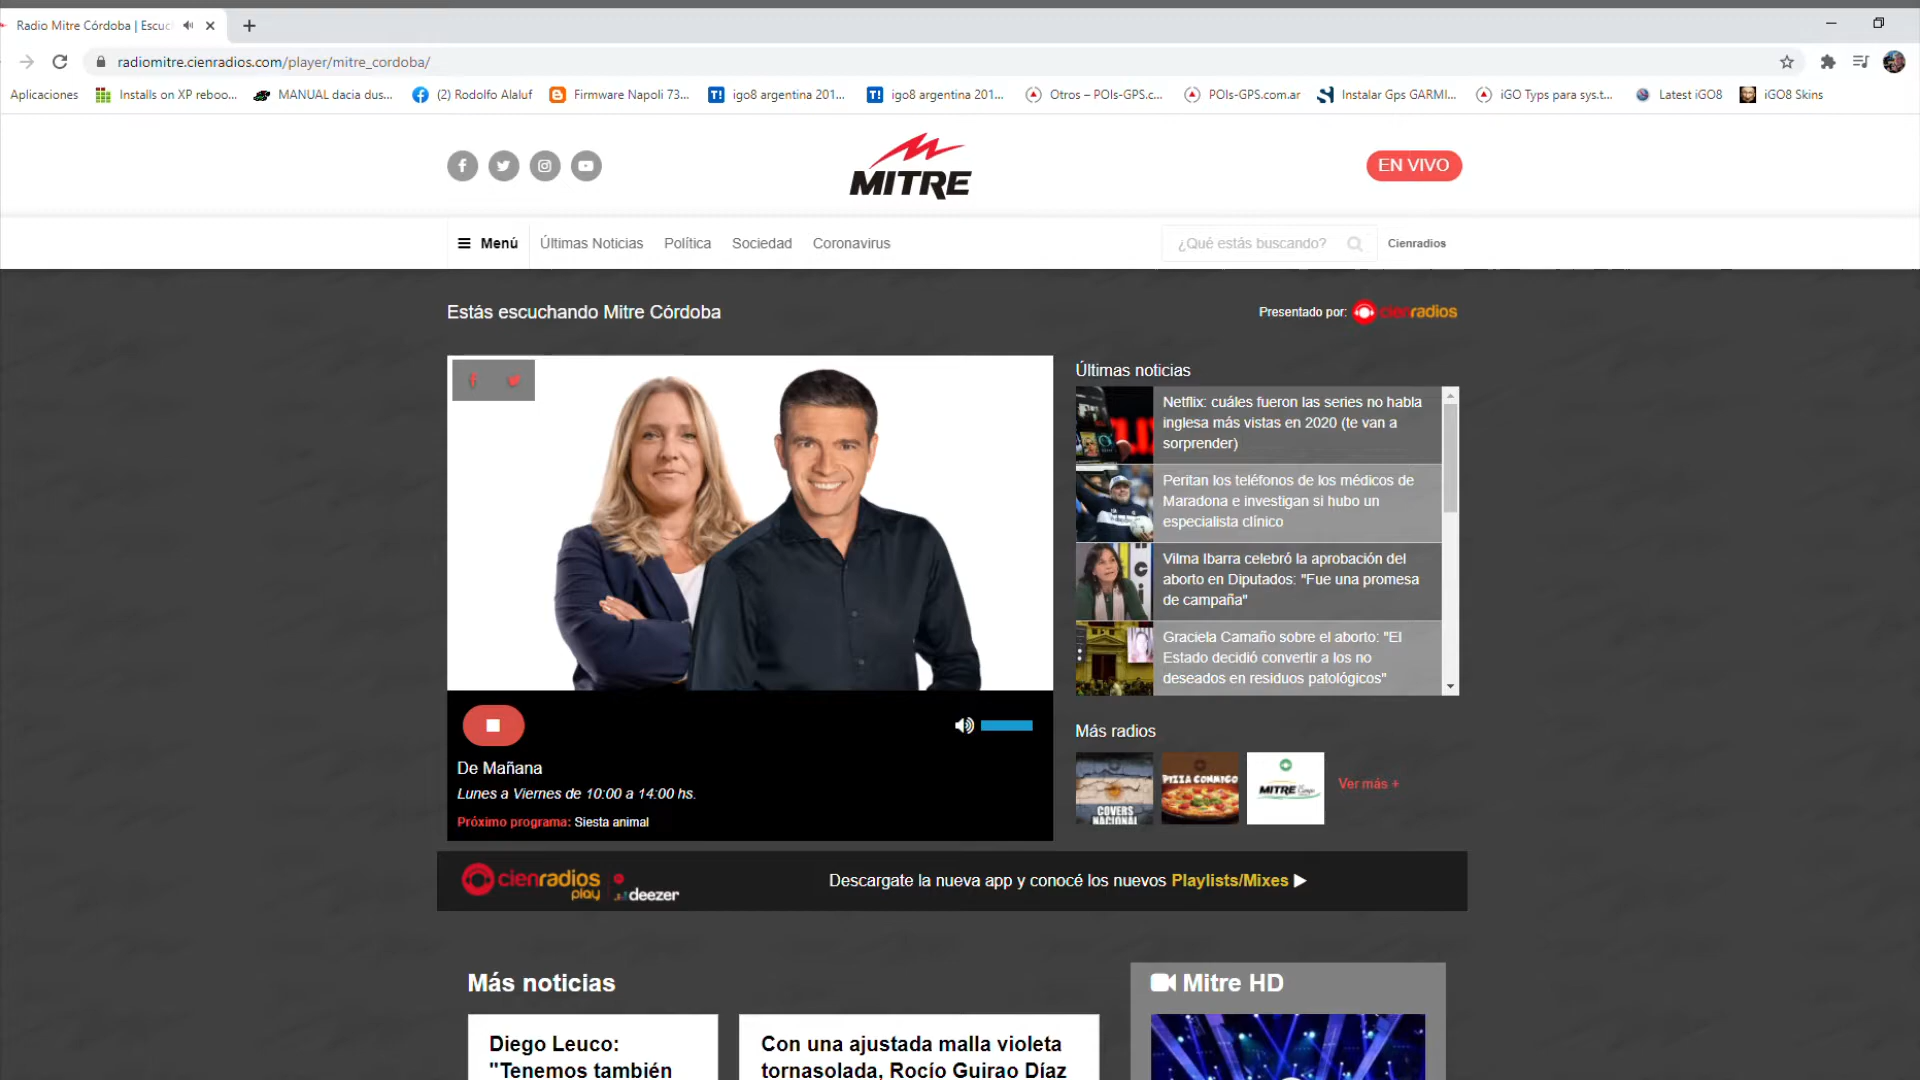 Radio Mitre Córdoba | Escuc
radiomitre.cienradios.com/player/mitre_cordoba/
Aplicaciones
Installs on XP reboo...
MANUAL dacia dus...
(2) Rodolfo Alaluf
Firmware Napoli 73...
T! igo8 argentina 201...
T! igo8 argentina 201...
Otros – POIs-GPS.c...
POIs-GPS.com.ar
Instalar Gps GARMI...
iGO Typs para sys.t...
Latest iGO8
iGO8 Skins
MITRE
EN VIVO
Menú
Últimas Noticias
Política
Sociedad
Coronavirus
¿Qué estás buscando?
Cienradios
Estás escuchando Mitre Córdoba
Presentado por: cienradios
De Mañana
Lunes a Viernes de 10:00 a 14:00 hs.
Próximo programa: Siesta animal
Últimas noticias
Netflix: cuáles fueron las series no habla
inglesa más vistas en 2020 (te van a
sorprender)
Peritan los teléfonos de los médicos de
Maradona e investigan si hubo un
especialista clínico
Vilma Ibarra celebró la aprobación del
aborto en Diputados: "Fue una promesa
de campaña"
Graciela Camaño sobre el aborto: "El
Estado decidió convertir a los no
deseados en residuos patológicos"
Más radios
COVERS
NACIONAL
PIZZA CONMIGO
MITRE
Ver más +
cienradios
play
deezer
Descargate la nueva app y conocé los nuevos Playlists/Mixes
Más noticias
Diego Leuco:
"Tenemos también
Con una ajustada malla violeta
tornasolada, Rocío Guirao Díaz
Mitre HD